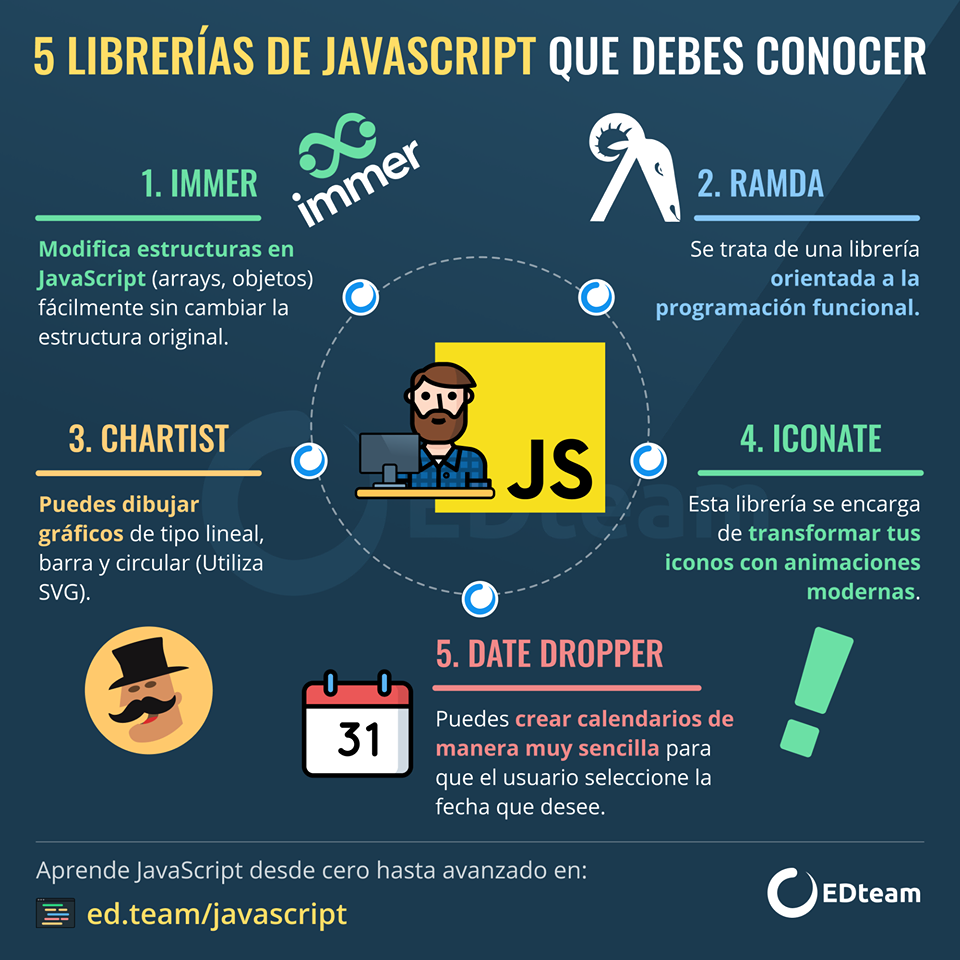 5 LIBRERÍAS DE JAVASCRIPT QUE DEBES CONOCER
immer
1. IMMER
Modifica estructuras en
JavaScript (arrays, objetos)
fácilmente sin cambiar la
estructura original.
2. RAMDA
Se trata de una librería
orientada a la
programación funcional.
JS
EDteam
3. CHARTIST
Puedes dibujar
gráficos de tipo lineal,
barra y circular (Utiliza
SVG).
4. ICONATE
Esta librería se encarga
de transformar tus
iconos con animaciones
modernas.
31
5. DATE DROPPER
Puedes crear calendarios de
manera muy sencilla para
que el usuario seleccione la
fecha que desee.
Aprende JavaScript desde cero hasta avanzado en:
ed.team/javascript
EDteam